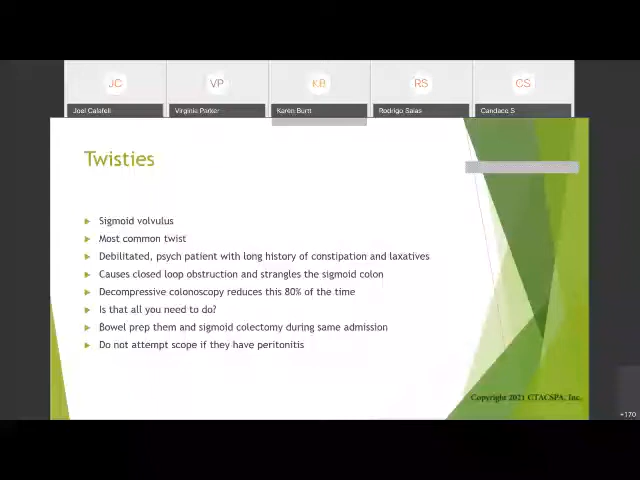 JC VP KB RS CS
Joel Calafell Virginia Parker Karen Burtt Rodrigo Salas Candace S
Twisties
Sigmoid volvulus
Most common twist
Debilitated, psych patient with long history of constipation and laxatives
Causes closed loop obstruction and strangles the sigmoid colon
Decompressive colonoscopy reduces this 80% of the time
Is that all you need to do?
Bowel prep them and sigmoid colectomy during same admission
Do not attempt scope if they have peritonitis
Copyright 2021 CTACSPA, Inc.
+170